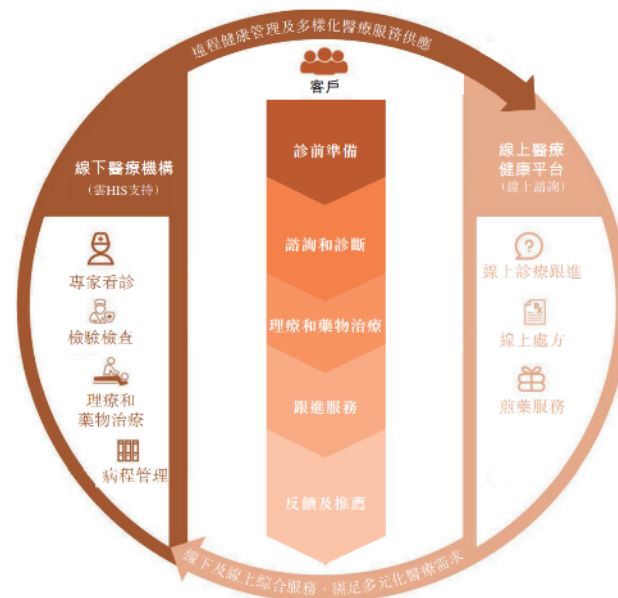 遠程健康管理及多樣化醫療服務供應
客戶
線下醫療機構
（雲HIS支持）
專家看診
檢驗檢查
理療和
藥物治療
病程管理
診前準備
諮詢和診斷
理療和藥物治療
跟進服務
反饋及推薦
線上醫療
健康平台
（線上諮詢）
線上診療跟進
線上處方
煎藥服務
線下及線上綜合服務、滿足多元化醫療需求